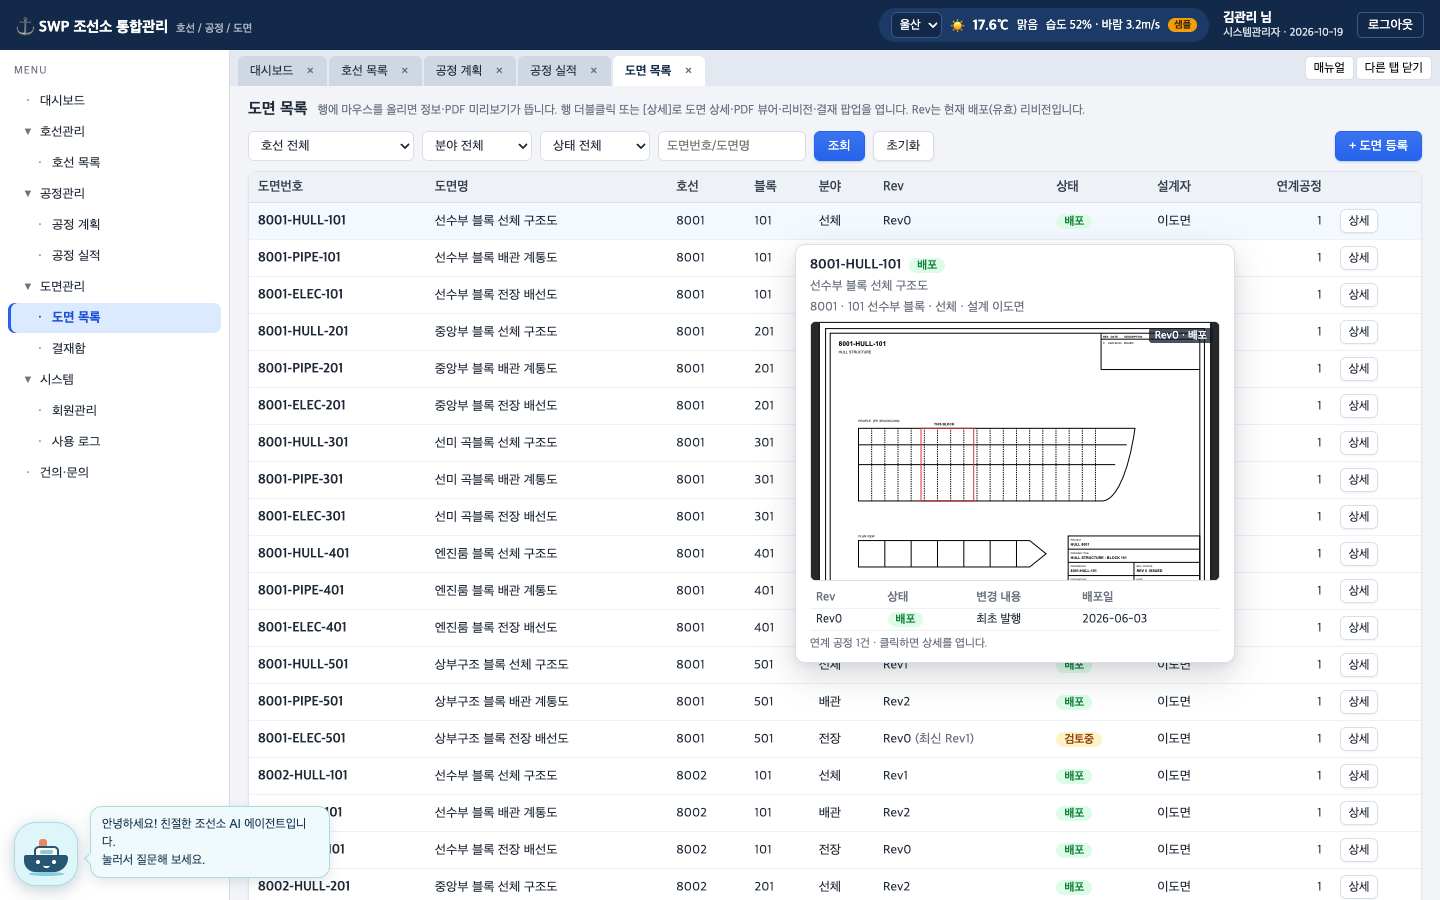 SWP 조선소 통합관리 호선 / 공정 / 도면
울산 17.6℃ 맑음 습도 52% · 바람 3.2m/s 샘플
김관리 님
시스템관리자 · 2026-10-19
로그아웃
MENU
대시보드
호선관리
호선 목록
공정관리
공정 계획
공정 실적
도면관리
도면 목록
결재함
시스템
회원관리
사용 로그
건의·문의
대시보드 × 호선 목록 × 공정 계획 × 공정 실적 × 도면 목록 × 매뉴얼 다른 탭 닫기
도면 목록 행에 마우스를 올리면 정보·PDF 미리보기가 뜹니다. 행 더블클릭 또는 [상세]로 도면 상세·PDF 뷰어·리비전·결재 팝업을 엽니다. Rev는 현재 배포(유효) 리비전입니다.
호선 전체 분야 전체 상태 전체 도면번호/도면명 조회 초기화 + 도면 등록
도면번호 도면명 호선 블록 분야 Rev 상태 설계자 연계공정
8001-HULL-101 선수부 블록 선체 구조도 8001 101 선체 Rev0 배포 이도면 1 상세
8001-PIPE-101 선수부 블록 배관 계통도 8001 101 1 상세
8001-ELEC-101 선수부 블록 전장 배선도 8001 101 1 상세
8001-HULL-201 중앙부 블록 선체 구조도 8001 201 1 상세
8001-PIPE-201 중앙부 블록 배관 계통도 8001 201 1 상세
8001-ELEC-201 중앙부 블록 전장 배선도 8001 201 1 상세
8001-HULL-301 선미 곡블록 선체 구조도 8001 301 1 상세
8001-PIPE-301 선미 곡블록 배관 계통도 8001 301 1 상세
8001-ELEC-301 선미 곡블록 전장 배선도 8001 301 1 상세
8001-HULL-401 엔진룸 블록 선체 구조도 8001 401 1 상세
8001-PIPE-401 엔진룸 블록 배관 계통도 8001 401 1 상세
8001-ELEC-401 엔진룸 블록 전장 배선도 8001 401 1 상세
8001-HULL-501 상부구조 블록 선체 구조도 8001 501 선체 Rev1 배포 이도면 1 상세
8001-PIPE-501 상부구조 블록 배관 계통도 8001 501 배관 Rev2 배포 이도면 1 상세
8001-ELEC-501 상부구조 블록 전장 배선도 8001 501 전장 Rev0 (최신 Rev1) 검토중 이도면 1 상세
8002-HULL-101 선수부 블록 선체 구조도 8002 101 선체 Rev1 배포 이도면 1 상세
101 선수부 블록 배관 계통도 8002 101 배관 Rev2 배포 이도면 1 상세
101 선수부 블록 전장 배선도 8002 101 전장 Rev0 배포 이도면 1 상세
8002-HULL-201 중앙부 블록 선체 구조도 8002 201 선체 Rev2 배포 이도면 1 상세
8001-HULL-101 배포
선수부 블록 선체 구조도
8001 · 101 선수부 블록 · 선체 · 설계 이도면
Rev0 · 배포
8001-HULL-101
HULL STRUCTURE
REV DATE DESCRIPTION
THIS BLOCK
PLAN VIEW
HULL 8001
HULL STRUCTURE - BLOCK 101
8001-HULL-101 REV 0 ISSUED
Rev 상태 변경 내용 배포일
Rev0 배포 최초 발행 2026-06-03
연계 공정 1건 · 클릭하면 상세를 엽니다.
안녕하세요! 친절한 조선소 AI 에이전트입니
다.
눌러서 질문해 보세요.